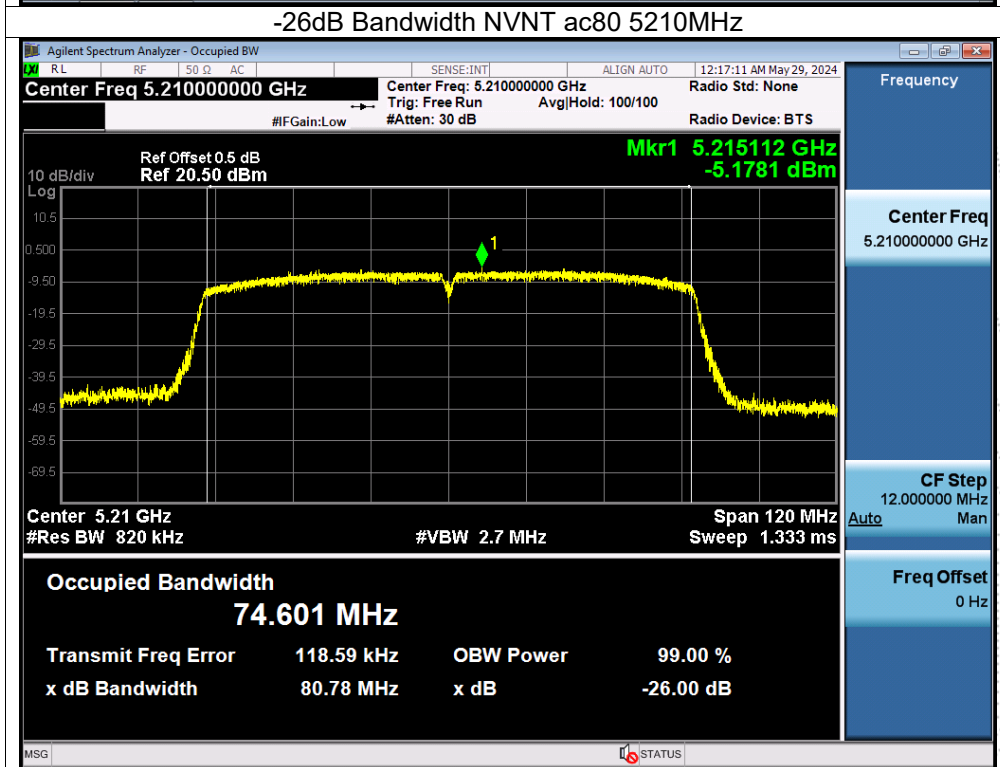 -26dB Bandwidth NVNT ac80 5210MHz
Agilent Spectrum Analyzer - Occupied BW
LXI RL RF 50 Ω AC SENSE:INT ALIGN AUTO 12:17:11 AM May 29, 2024
Center Freq 5.210000000 GHz Center Freq: 5.210000000 GHz Radio Std: None
Trig: Free Run Avg|Hold: 100/100
#IFGain:Low #Atten: 30 dB Radio Device: BTS
Frequency
Mkr1 5.215112 GHz
-5.1781 dBm
Ref Offset 0.5 dB
10 dB/div Ref 20.50 dBm
Log
10.5
0.500
-9.50
-19.5
-29.5
-39.5
-49.5
-59.5
-69.5
1
Center 5.21 GHz Span 120 MHz
#Res BW 820 kHz #VBW 2.7 MHz Sweep 1.333 ms
Occupied Bandwidth
74.601 MHz
Transmit Freq Error 118.59 kHz OBW Power 99.00 %
x dB Bandwidth 80.78 MHz x dB -26.00 dB
Center Freq
5.210000000 GHz
CF Step
12.000000 MHz
Auto Man
Freq Offset
0 Hz
MSG STATUS